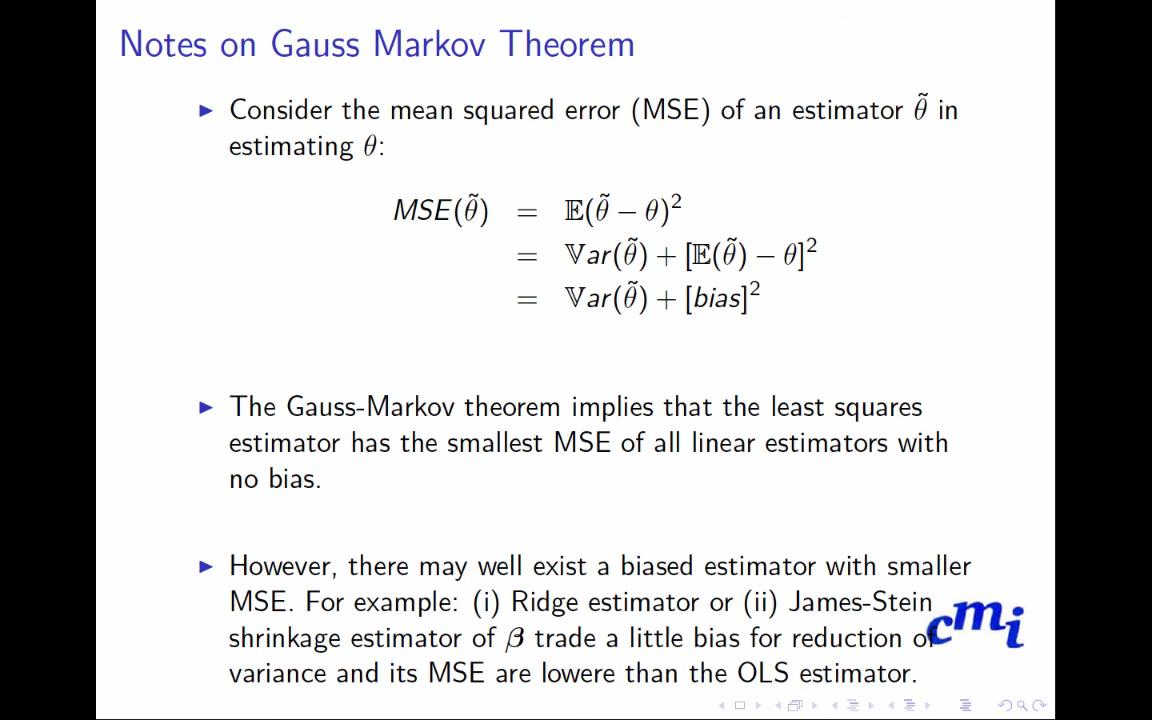 Notes on Gauss Markov Theorem
▶ Consider the mean squared error (MSE) of an estimator θ̃ in
estimating θ:
MSE(θ̃) = 𝔼(θ̃ − θ)²
= 𝕍ar(θ̃) + [𝔼(θ̃) − θ]²
= 𝕍ar(θ̃) + [bias]²
▶ The Gauss-Markov theorem implies that the least squares
estimator has the smallest MSE of all linear estimators with
no bias.
▶ However, there may well exist a biased estimator with smaller
MSE. For example: (i) Ridge estimator or (ii) James-Stein
shrinkage estimator of β trade a little bias for reduction of
variance and its MSE are lowere than the OLS estimator.
cmi